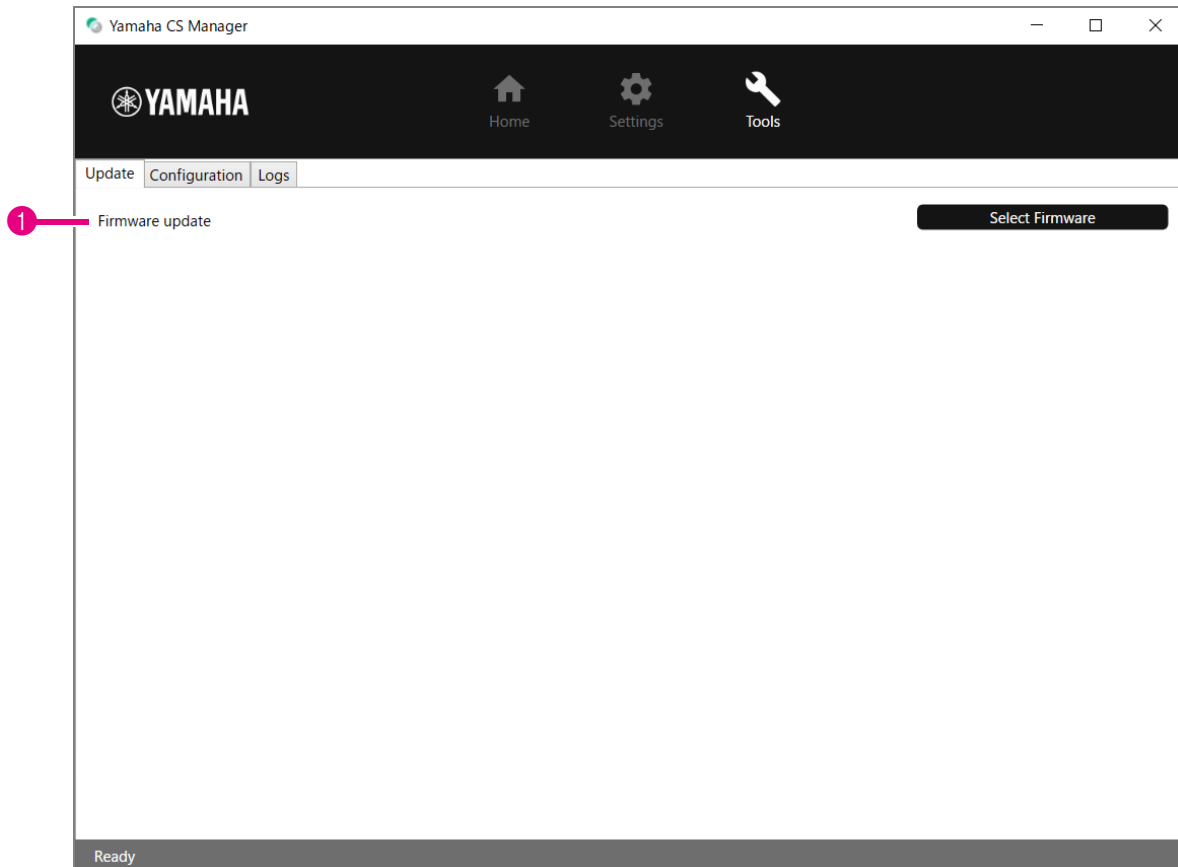 Yamaha CS Manager
YAMAHA
Home Settings Tools
Update Configuration Logs
1 Firmware update Select Firmware
Ready